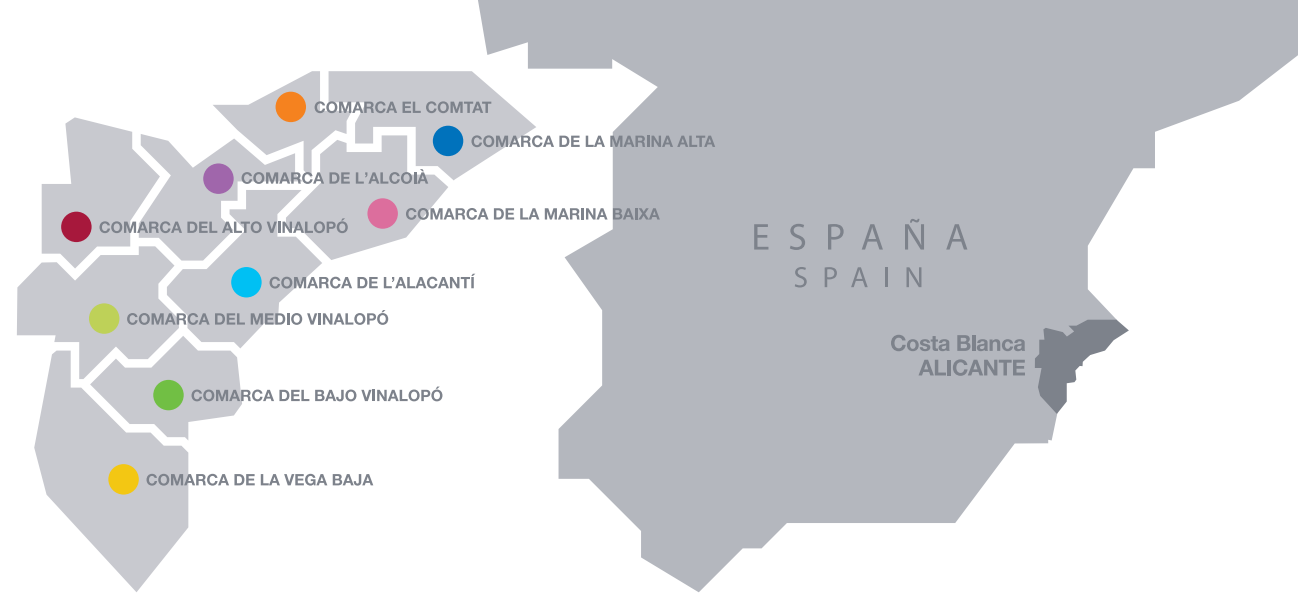 COMARCA EL COMTAT
COMARCA DE LA MARINA ALTA
COMARCA DE L'ALCOIÀ
COMARCA DE LA MARINA BAIXA
COMARCA DEL ALTO VINALOPÓ
COMARCA DE L'ALACANTÍ
COMARCA DEL MEDIO VINALOPÓ
COMARCA DEL BAJO VINALOPÓ
COMARCA DE LA VEGA BAJA
ESPAÑA
SPAIN
Costa Blanca
ALICANTE